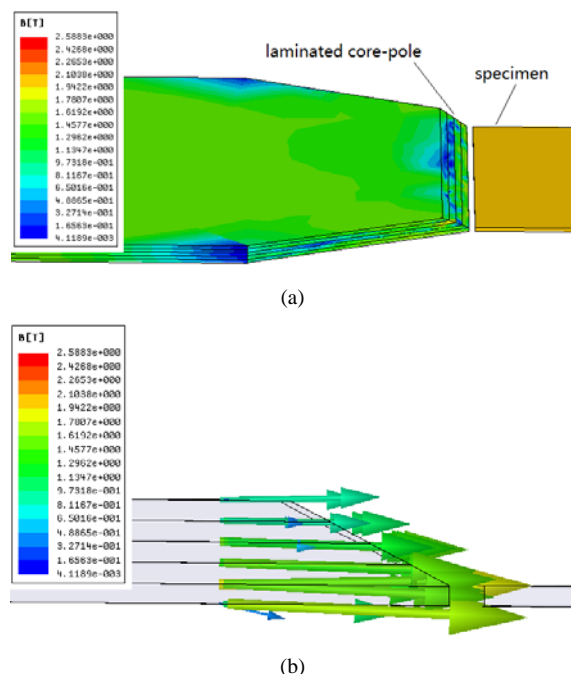 B[T]
2.5883e+000
2.4268e+000
2.2653e+000
2.1038e+000
1.9422e+000
1.7807e+000
1.6192e+000
1.4577e+000
1.2962e+000
1.1347e+000
9.7318e-001
8.1167e-001
6.5016e-001
4.8865e-001
3.2714e-001
1.6563e-001
4.1189e-003
laminated core-pole
specimen
(a)
B[T]
2.5883e+000
2.4268e+000
2.2653e+000
2.1038e+000
1.9422e+000
1.7807e+000
1.6192e+000
1.4577e+000
1.2962e+000
1.1347e+000
9.7318e-001
8.1167e-001
6.5016e-001
4.8865e-001
3.2714e-001
1.6563e-001
4.1189e-003
(b)